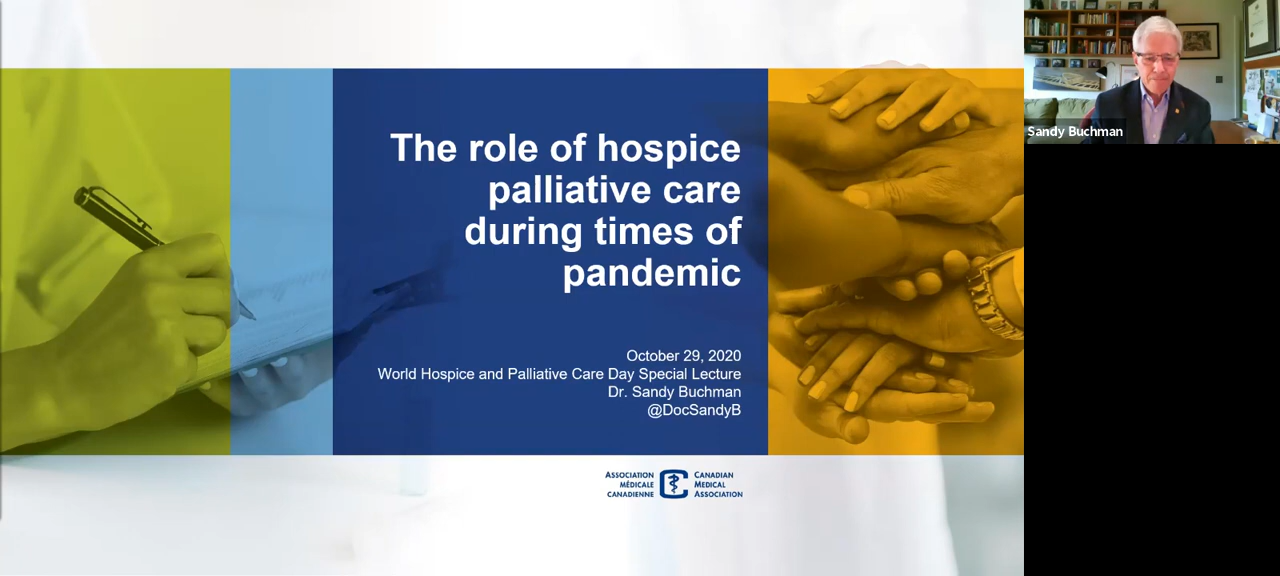 The role of hospice
palliative care
during times of
pandemic
October 29, 2020
World Hospice and Palliative Care Day Special Lecture
Dr. Sandy Buchman
@DocSandyB
ASSOCIATION
MÉDICALE
CANADIENNE
CANADIAN
MEDICAL
ASSOCIATION
Sandy Buchman